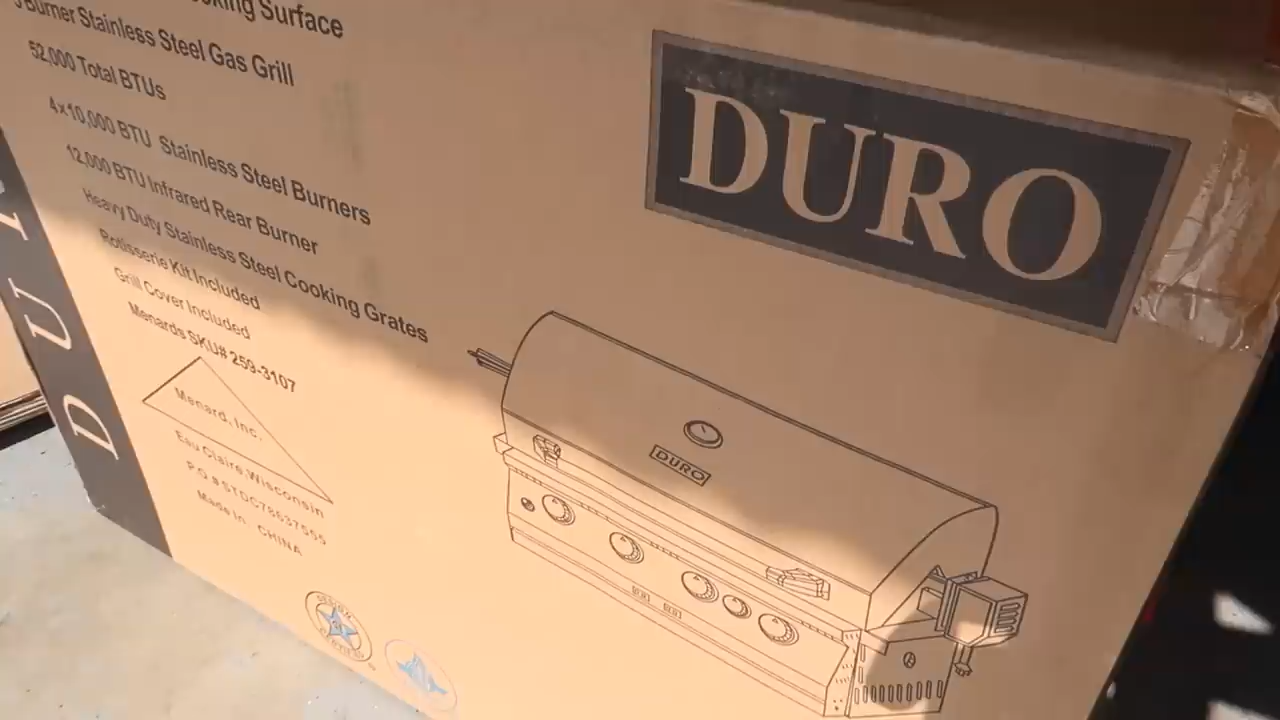 Surface
Burner Stainless Steel Gas Grill
52,000 Total BTUs
4x10,000 BTU Stainless Steel Burners
12,000 BTU Infrared Rear Burner
Heavy Duty Stainless Steel Cooking Grates
Rotisserie Kit Included
Grill Cover Included
Menards SKU# 259-3107
Menard, Inc.
Eau Claire, Wisconsin
Made in CHINA
DURO
DURO
DUR